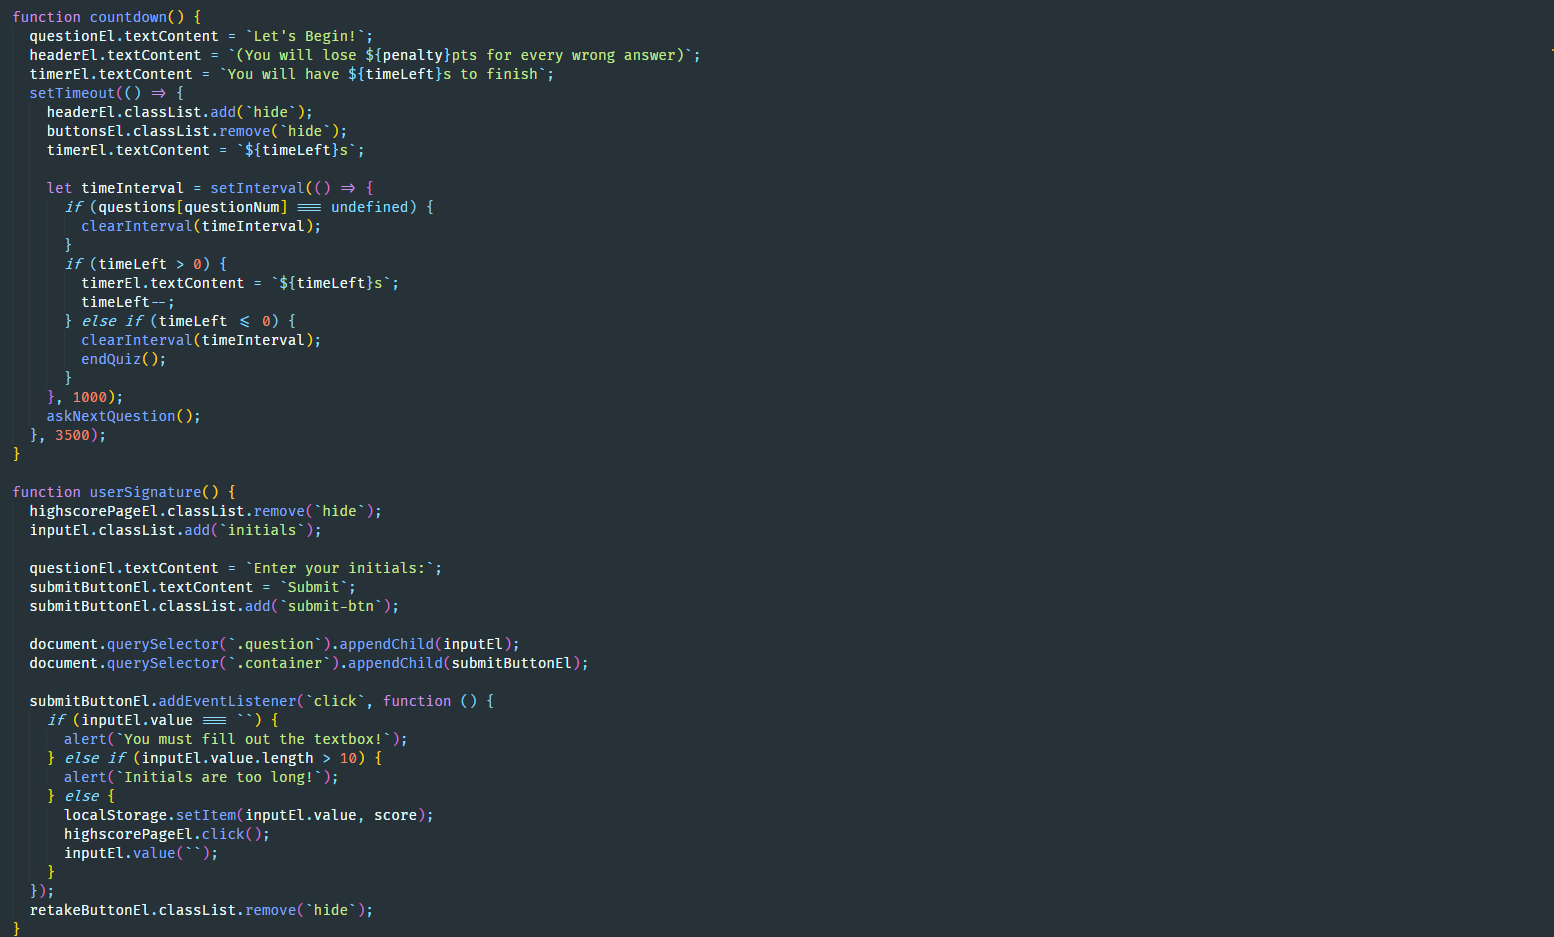 function countdown() {
  questionEl.textContent = `Let's Begin!`;
  headerEl.textContent = `(You will lose ${penalty}pts for every wrong answer)`;
  timerEl.textContent = `You will have ${timeLeft}s to finish`;
  setTimeout(() => {
    headerEl.classList.add(`hide`);
    buttonsEl.classList.remove(`hide`);
    timerEl.textContent = `${timeLeft}s`;

    let timeInterval = setInterval(() => {
      if (questions[questionNum] === undefined) {
        clearInterval(timeInterval);
      }
      if (timeLeft > 0) {
        timerEl.textContent = `${timeLeft}s`;
        timeLeft--;
      } else if (timeLeft <= 0) {
        clearInterval(timeInterval);
        endQuiz();
      }
    }, 1000);
    askNextQuestion();
  }, 3500);
}

function userSignature() {
  highscorePageEl.classList.remove(`hide`);
  inputEl.classList.add(`initials`);

  questionEl.textContent = `Enter your initials:`;
  submitButtonEl.textContent = `Submit`;
  submitButtonEl.classList.add(`submit-btn`);

  document.querySelector(`.question`).appendChild(inputEl);
  document.querySelector(`.container`).appendChild(submitButtonEl);

  submitButtonEl.addEventListener(`click`, function () {
    if (inputEl.value === ``) {
      alert(`You must fill out the textbox!`);
    } else if (inputEl.value.length > 10) {
      alert(`Initials are too long!`);
    } else {
      localStorage.setItem(inputEl.value, score);
      highscorePageEl.click();
      inputEl.value(``);
    }
  });
  retakeButtonEl.classList.remove(`hide`);
}